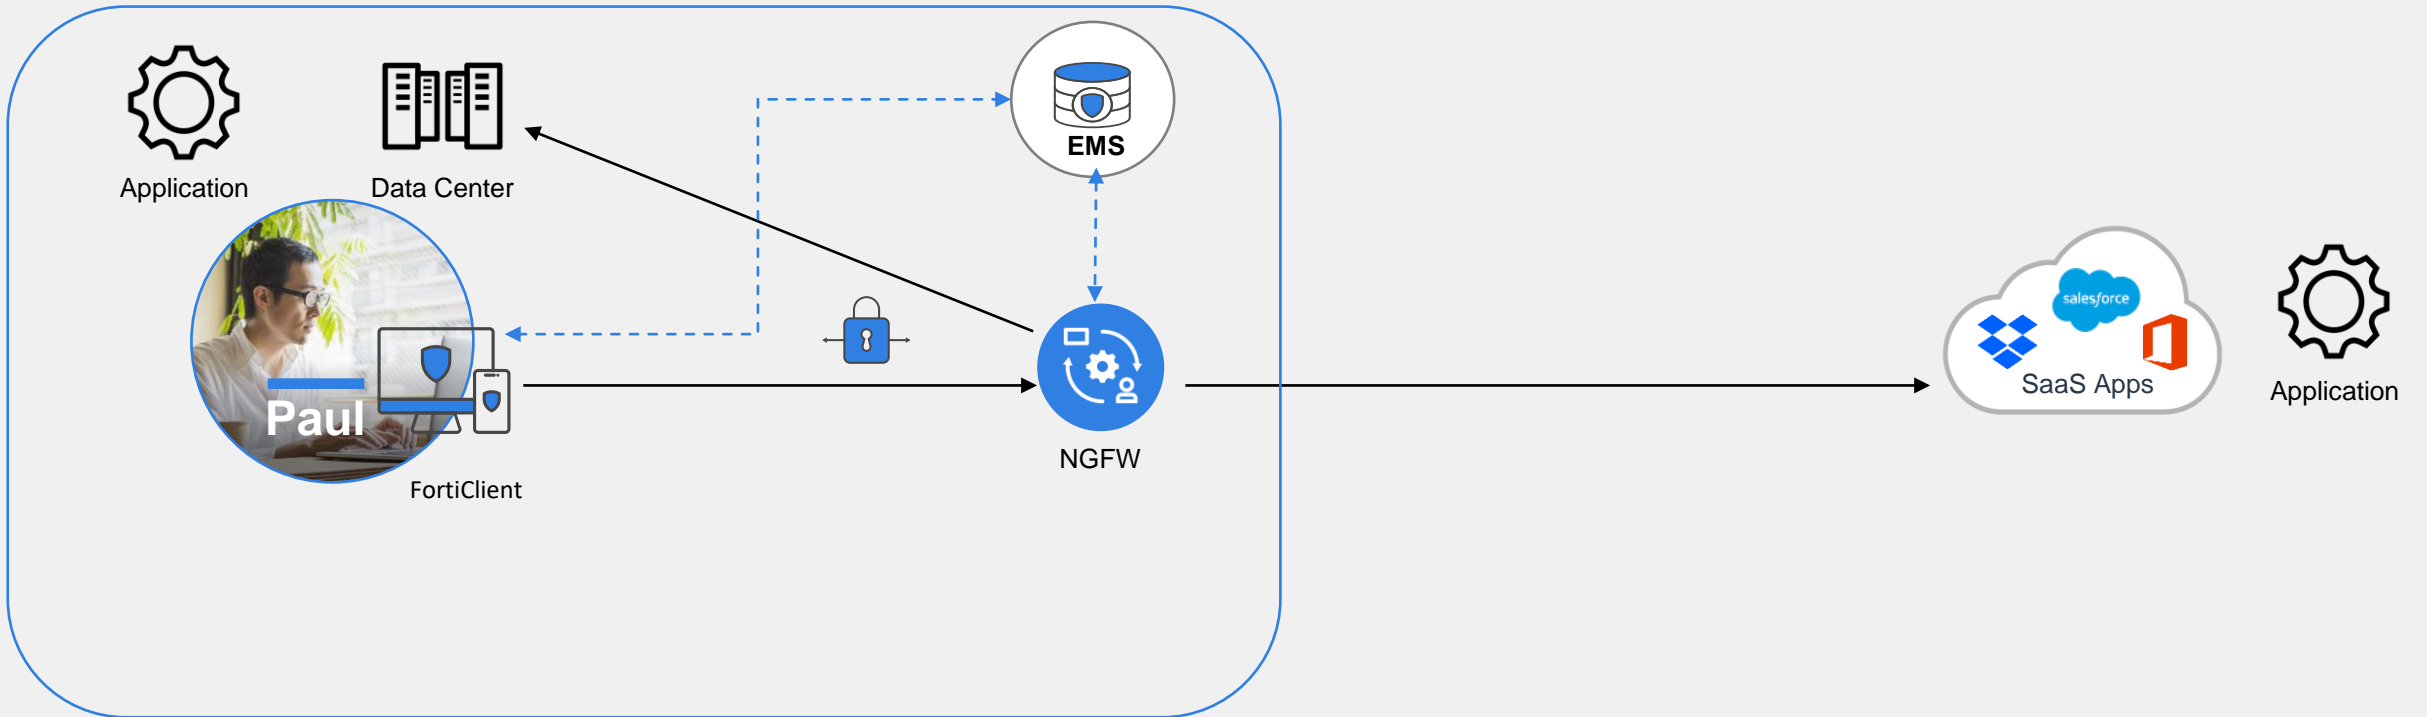 EMS
Application
Data Center
salesforce
SaaS Apps
Application
Paul
NGFW
FortiClient